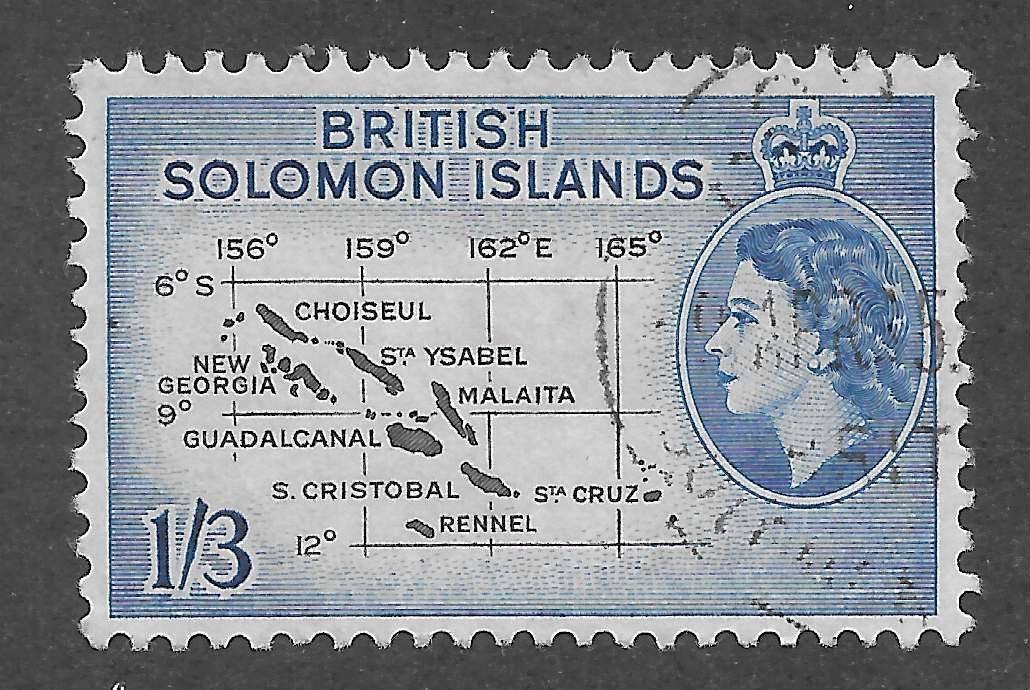 BRITISH
SOLOMON ISLANDS
156° 159° 162° E 165°
6° S
CHOISEUL
STA YSABEL
NEW
GEORGIA
MALAITA
9°
GUADALCANAL
S. CRISTOBAL
STA CRUZ
RENNEL
12°
1/3